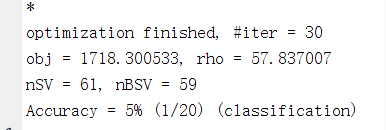 *
optimization finished, #iter = 30
obj = 1718.300533, rho = 57.837007
nSV = 61, nBSV = 59
Accuracy = 5% (1/20) (classification)